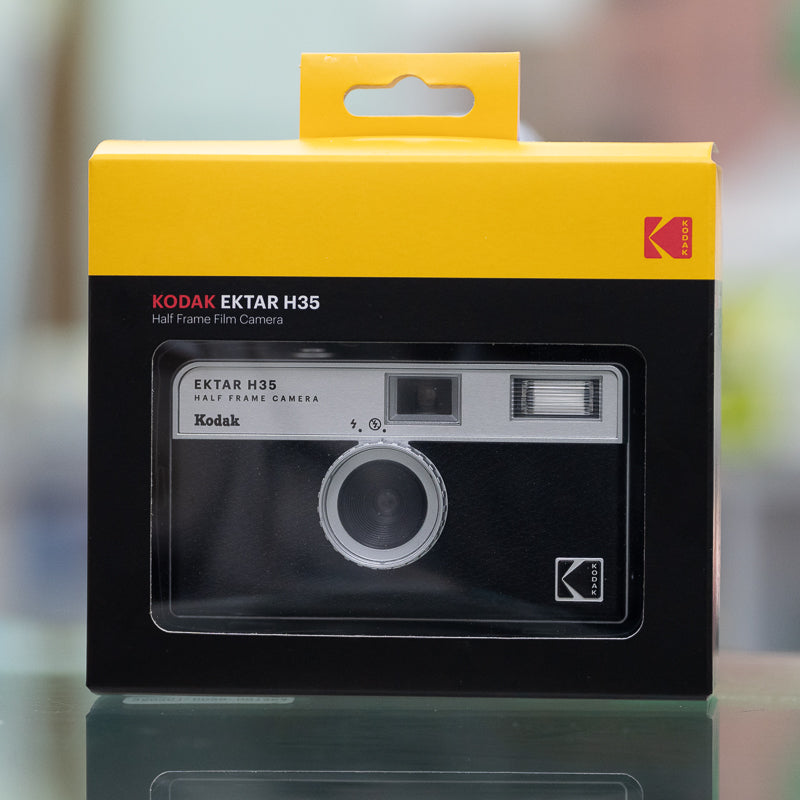 KODAK
KODAK EKTAR H35
Half Frame Film Camera
EKTAR H35
HALF FRAME CAMERA
Kodak
KODAK